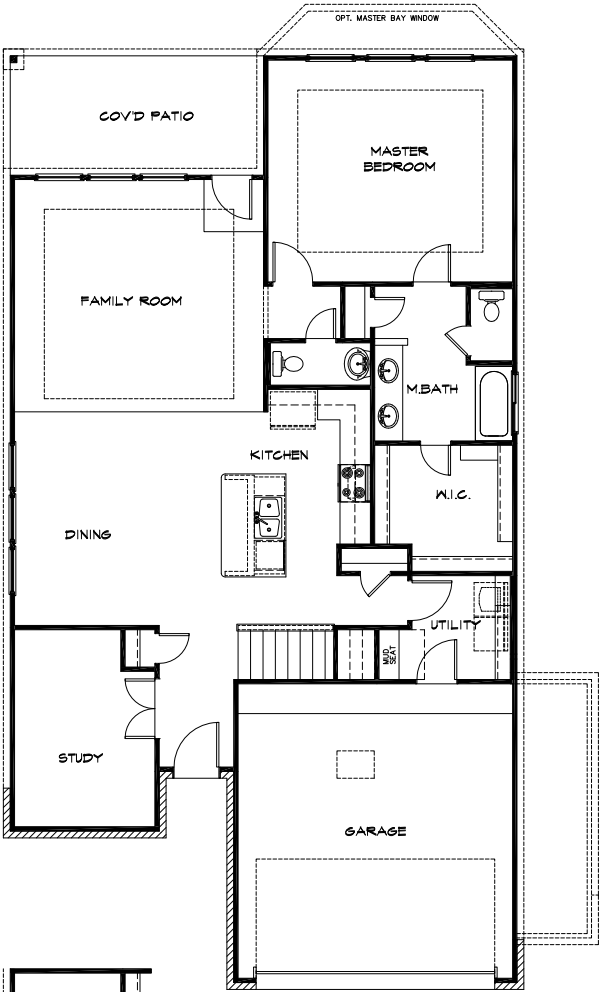 OPT. MASTER BAY WINDOW
COV'D PATIO
MASTER
BEDROOM
FAMILY ROOM
M.BATH
KITCHEN
W.I.C.
DINING
UTILITY
MUD
SEAT
STUDY
GARAGE